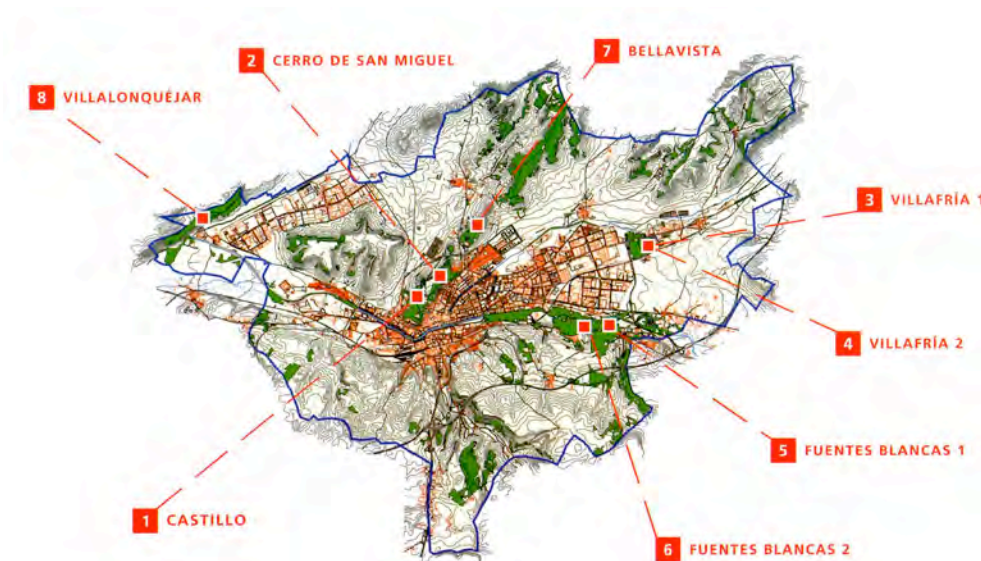 7 BELLAVISTA
2 CERRO DE SAN MIGUEL
8 VILLALONQUÉJAR
3 VILLAFRÍA 1
4 VILLAFRÍA 2
5 FUENTES BLANCAS 1
1 CASTILLO
6 FUENTES BLANCAS 2